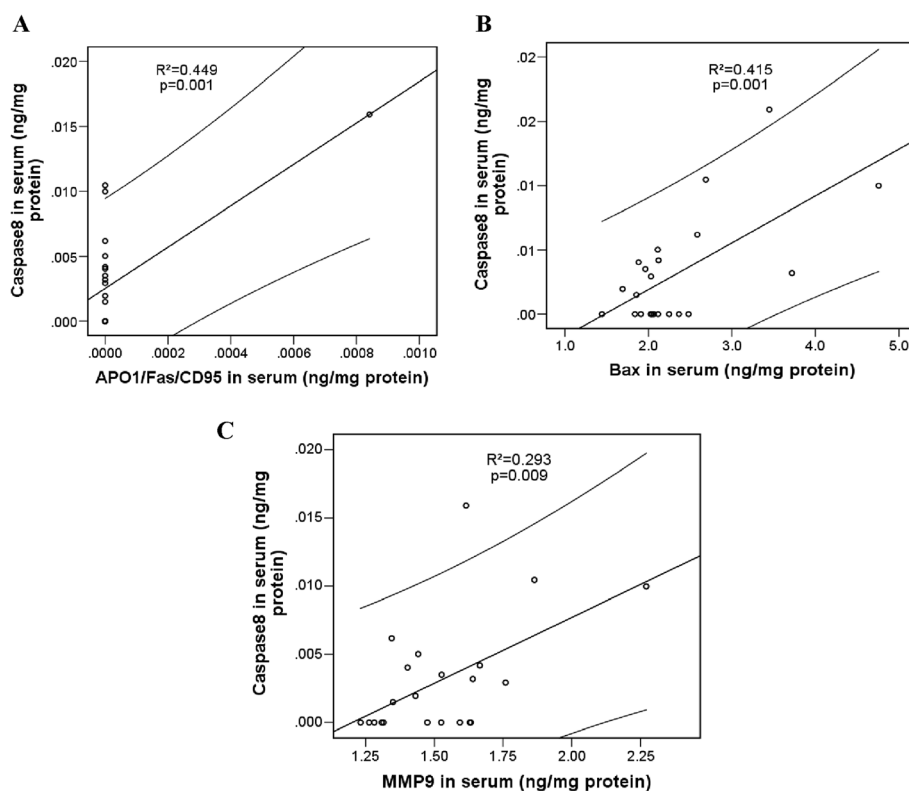 A
R²=0.449
p=0.001
Caspase8 in serum (ng/mg
protein)
.020
.015
.010
.005
.000
.0000 .0002 .0004 .0006 .0008 .0010
APO1/Fas/CD95 in serum (ng/mg protein)
B
R²=0.415
p=0.001
Caspase8 in serum (ng/mg
protein)
.02
.02
.01
.01
.00
1.0 2.0 3.0 4.0 5.0
Bax in serum (ng/mg protein)
C
R²=0.293
p=0.009
Caspase8 in serum (ng/mg
protein)
.020
.015
.010
.005
.000
1.25 1.50 1.75 2.00 2.25
MMP9 in serum (ng/mg protein)